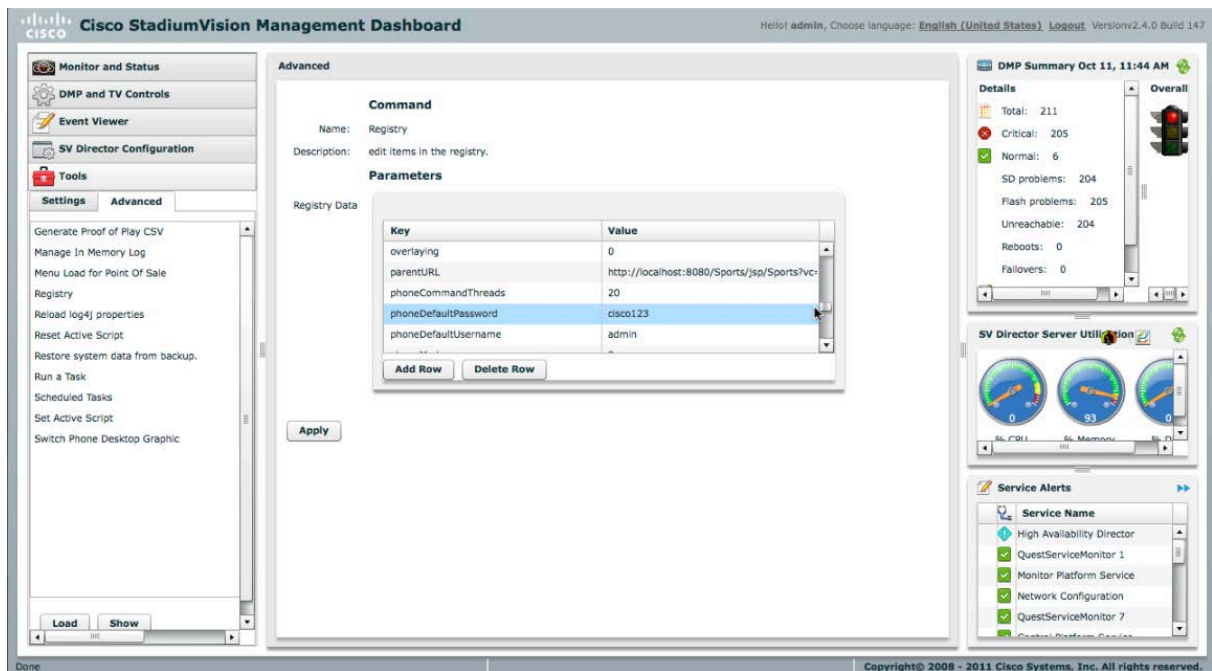 CISCO
Cisco StadiumVision Management Dashboard
Hello! admin, Choose language: English (United States) Logout Versionv2.4.0 Build 147
Monitor and Status
DMP and TV Controls
Event Viewer
SV Director Configuration
Tools
Settings
Advanced
Generate Proof of Play CSV
Manage In Memory Log
Menu Load for Point Of Sale
Registry
Reload log4j properties
Reset Active Script
Restore system data from backup.
Run a Task
Scheduled Tasks
Set Active Script
Switch Phone Desktop Graphic
Load
Show
Advanced
Command
Name: Registry
Description: edit items in the registry.
Parameters
Registry Data
Key Value
overlaying 0
parentURL http://localhost:8080/Sports/jsp/Sports?vc=
phoneCommandThreads 20
phoneDefaultPassword cisco123
phoneDefaultUsername admin
Add Row
Delete Row
Apply
DMP Summary Oct 11, 11:44 AM
Details
Overall
Total: 211
Critical: 205
Normal: 6
SD problems: 204
Flash problems: 205
Unreachable: 204
Reboots: 0
Failovers: 0
SV Director Server Utilization
0
93
0
% CPU
% Memory
% D
Service Alerts
Service Name
High Availability Director
QuestServiceMonitor 1
Monitor Platform Service
Network Configuration
QuestServiceMonitor 7
Control Platform Service
Done
Copyright© 2008 - 2011 Cisco Systems, Inc. All rights reserved.